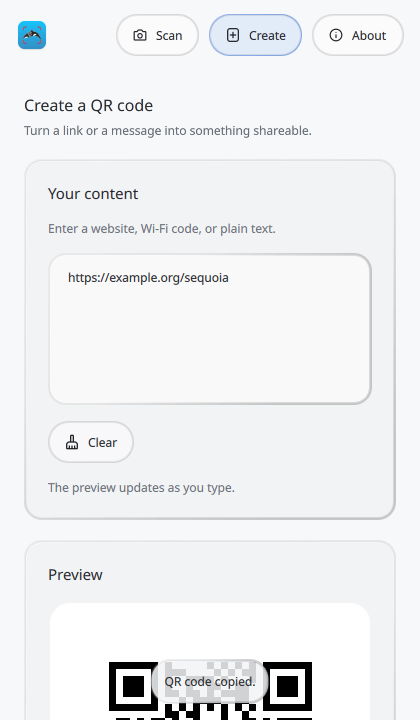 Scan
Create
About
Create a QR code
Turn a link or a message into something shareable.
Your content
Enter a website, Wi-Fi code, or plain text.
https://example.org/sequoia
Clear
The preview updates as you type.
Preview
QR code copied.